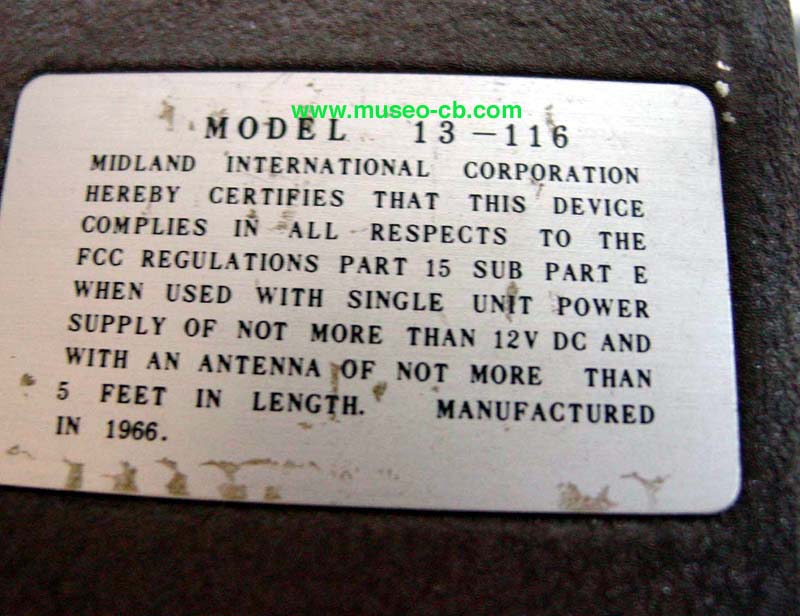 www.museo-cb.com
MODEL 13-116
MIDLAND INTERNATIONAL CORPORATION
HEREBY CERTIFIES THAT THIS DEVICE
COMPLIES IN ALL RESPECTS TO THE
FCC REGULATIONS PART 15 SUB PART E
WHEN USED WITH SINGLE UNIT POWER
SUPPLY OF NOT MORE THAN 12V DC AND
WITH AN ANTENNA OF NOT MORE THAN
5 FEET IN LENGTH. MANUFACTURED
IN 1966.